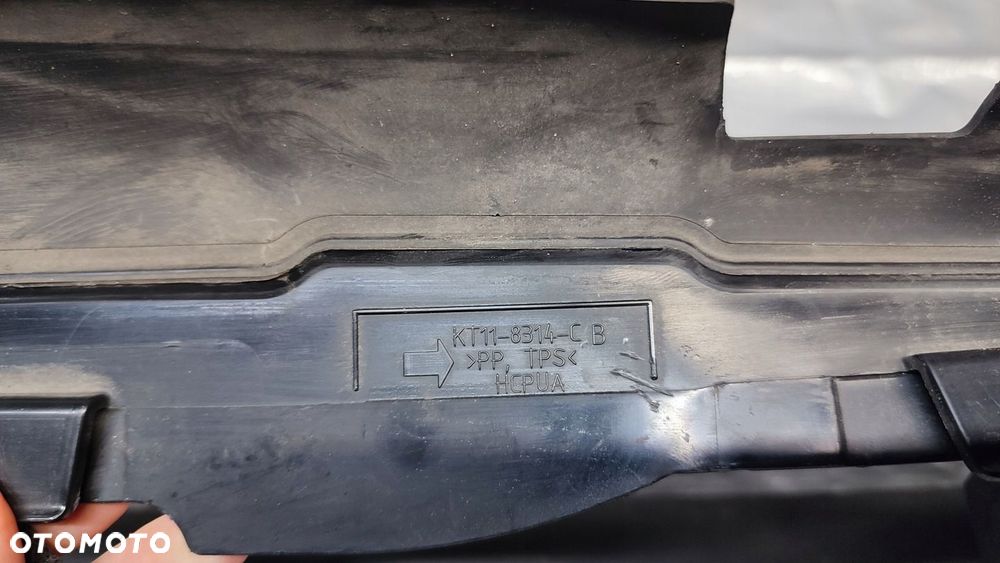 KT11-8314-C B
>PP, TPS<
HCPUA
OTOMOTO